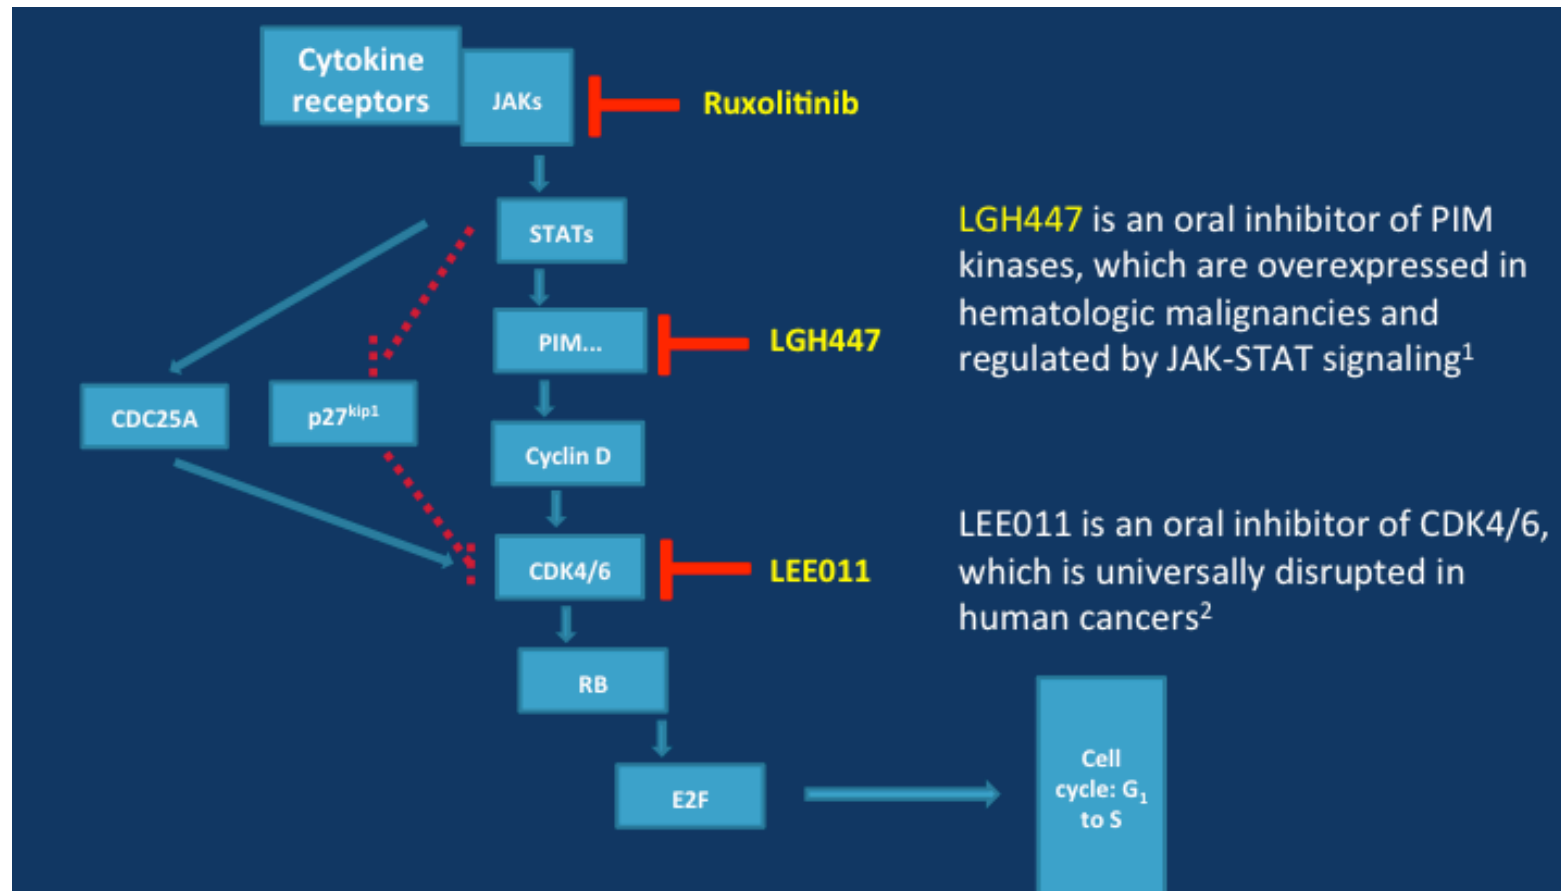 Cytokine
receptors
JAKs
Ruxolitinib
STATs
LGH447 is an oral inhibitor of PIM
kinases, which are overexpressed in
hematologic malignancies and
regulated by JAK-STAT signaling¹
PIM...
LGH447
CDC25A
p27ᵏⁱᵖ¹
Cyclin D
CDK4/6
LEE011
LEE011 is an oral inhibitor of CDK4/6,
which is universally disrupted in
human cancers²
RB
E2F
Cell
cycle: G₁
to S